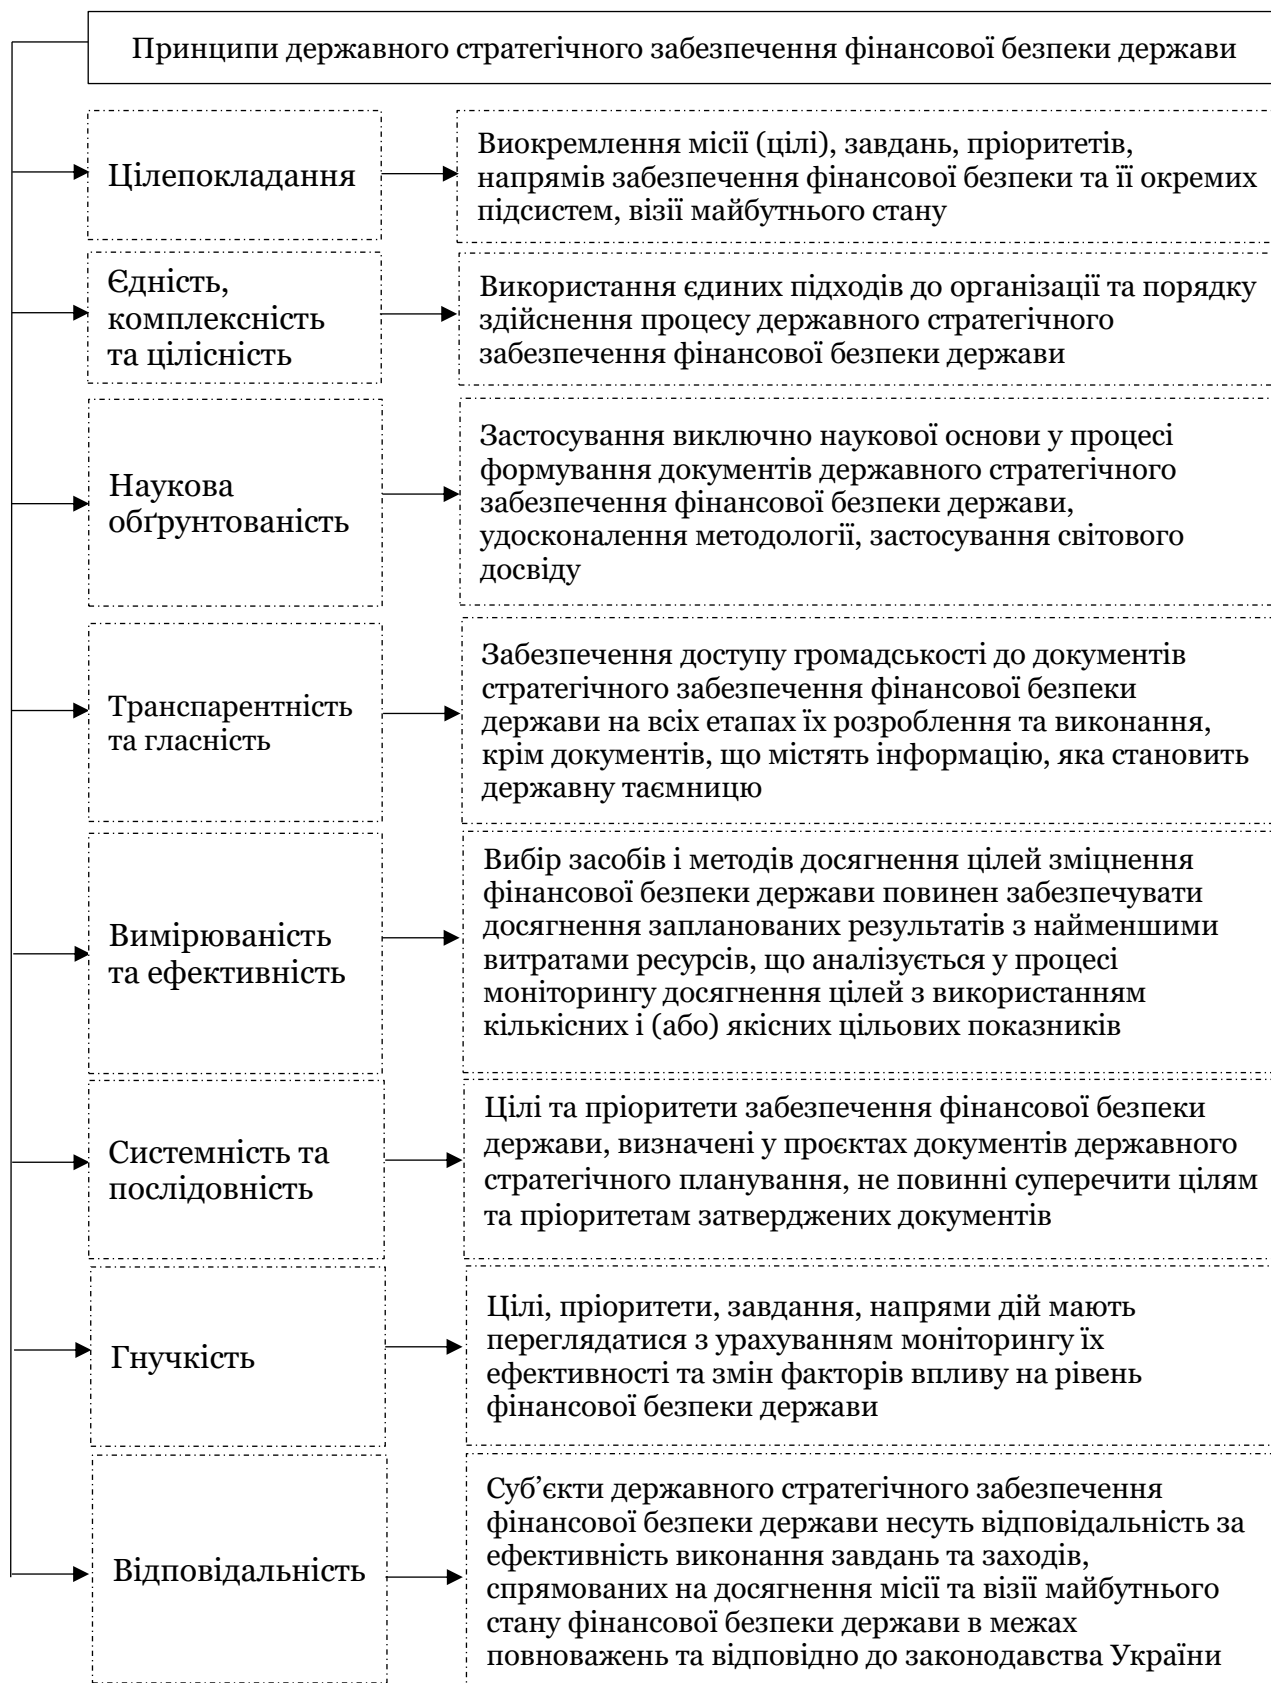 Принципи державного стратегічного забезпечення фінансової безпеки держави
Цілепокладання
Виокремлення місії (цілі), завдань, пріоритетів,
напрямів забезпечення фінансової безпеки та її окремих
підсистем, візії майбутнього стану
Єдність,
комплексність
та цілісність
Використання єдиних підходів до організації та порядку
здійснення процесу державного стратегічного
забезпечення фінансової безпеки держави
Наукова
обґрунтованість
Застосування виключно наукової основи у процесі
формування документів державного стратегічного
забезпечення фінансової безпеки держави,
удосконалення методології, застосування світового
досвіду
Транспарентність
та гласність
Забезпечення доступу громадськості до документів
стратегічного забезпечення фінансової безпеки
держави на всіх етапах їх розроблення та виконання,
крім документів, що містять інформацію, яка становить
державну таємницю
Вимірюваність
та ефективність
Вибір засобів і методів досягнення цілей зміцнення
фінансової безпеки держави повинен забезпечувати
досягнення запланованих результатів з найменшими
витратами ресурсів, що аналізується у процесі
моніторингу досягнення цілей з використанням
кількісних і (або) якісних цільових показників
Системність та
послідовність
Цілі та пріоритети забезпечення фінансової безпеки
держави, визначені у проєктах документів державного
стратегічного планування, не повинні суперечити цілям
та пріоритетам затверджених документів
Гнучкість
Цілі, пріоритети, завдання, напрями дій мають
переглядатися з урахуванням моніторингу їх
ефективності та змін факторів впливу на рівень
фінансової безпеки держави
Відповідальність
Суб’єкти державного стратегічного забезпечення
фінансової безпеки держави несуть відповідальність за
ефективність виконання завдань та заходів,
спрямованих на досягнення місії та візії майбутнього
стану фінансової безпеки держави в межах
повноважень та відповідно до законодавства України